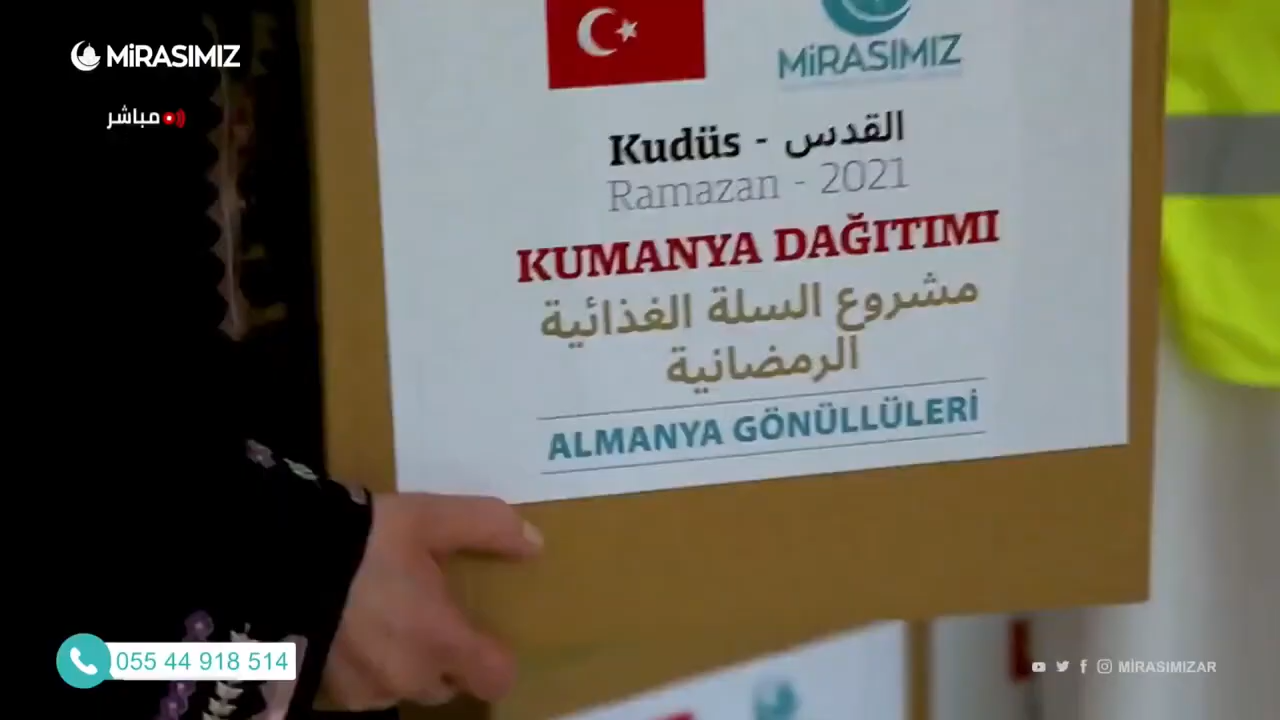 MİRASIMIZ
مباشر
MİRASIMIZ
Kudüs - القدس
Ramazan - 2021
KUMANYA DAĞITIMI
مشروع السلة الغذائية
الرمضانية
ALMANYA GÖNÜLLÜLERİ
055 44 918 514
MİRASIMIZAR